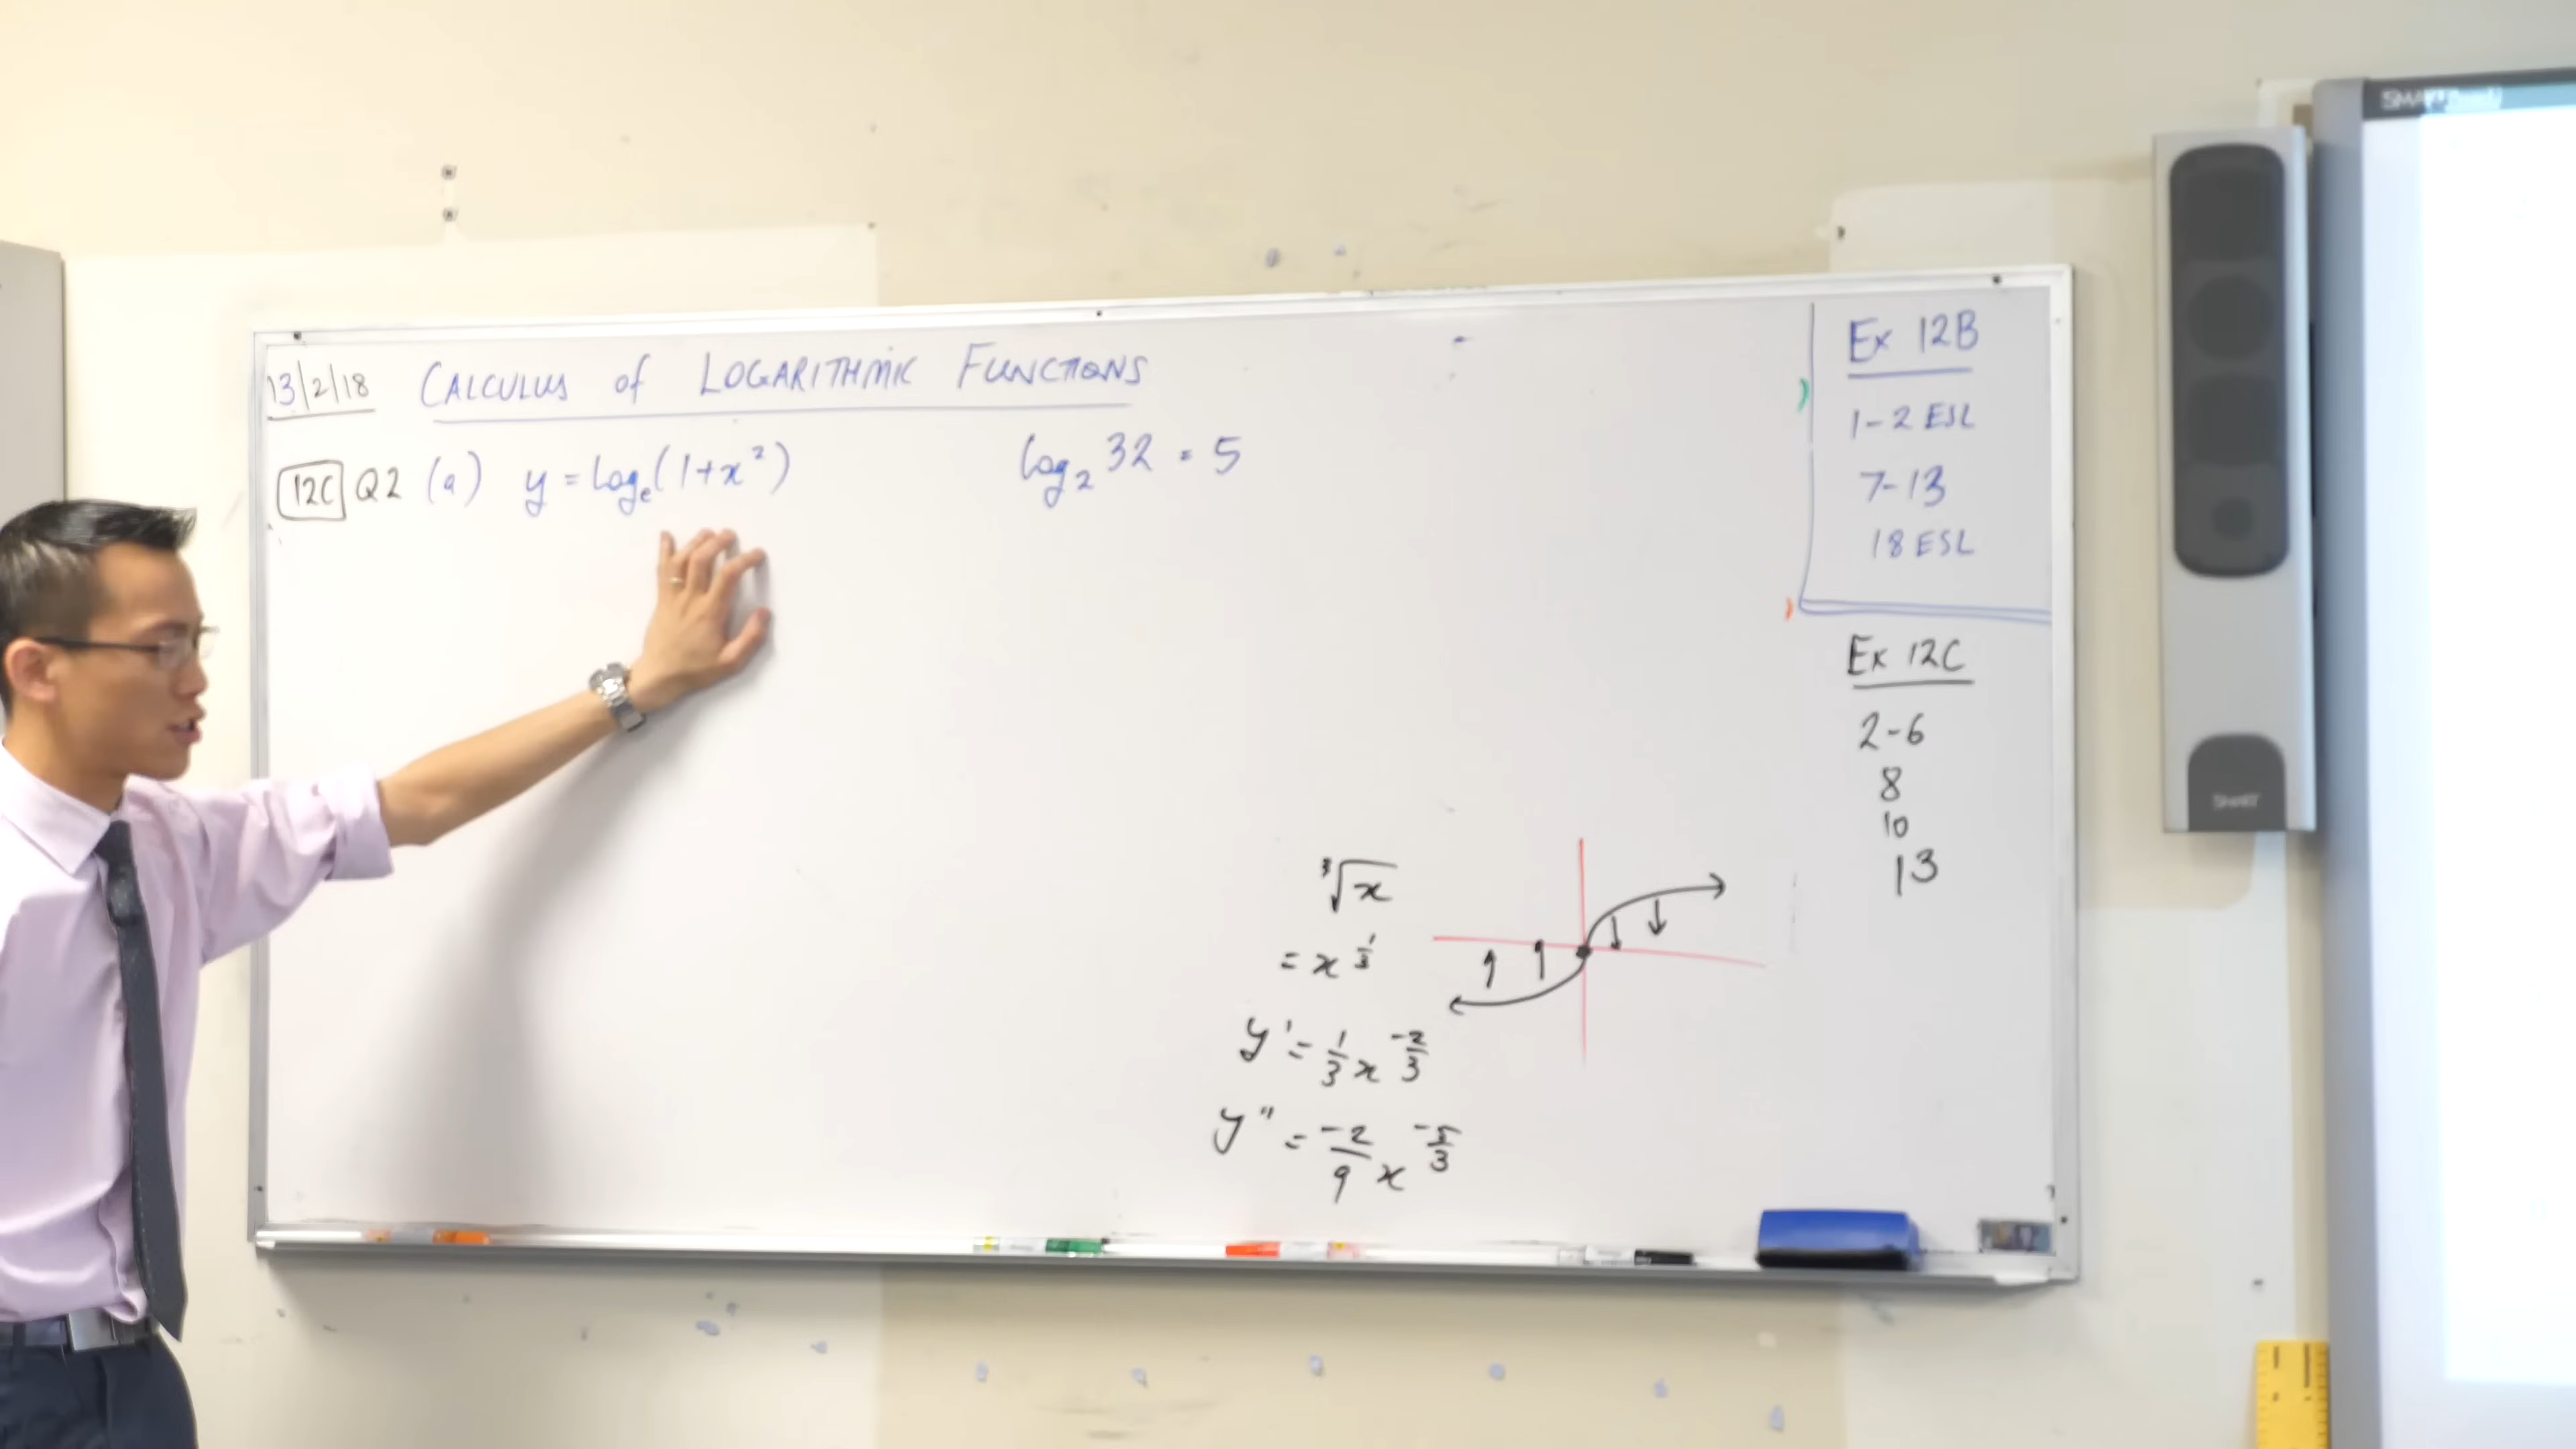 13/2/18 CALCULUS of LOGARITHMIC FUNCTIONS
12C Q2 (a) y = logₑ(1+x²)
log₂ 32 = 5
∛x
= x^(1/3)
y' = 1/3 x^(-2/3)
y" = -2/9 x^(-5/3)
Ex 12B
1-2 ESL
7-13
18 ESL
Ex 12C
2-6
8
10
13
SMART